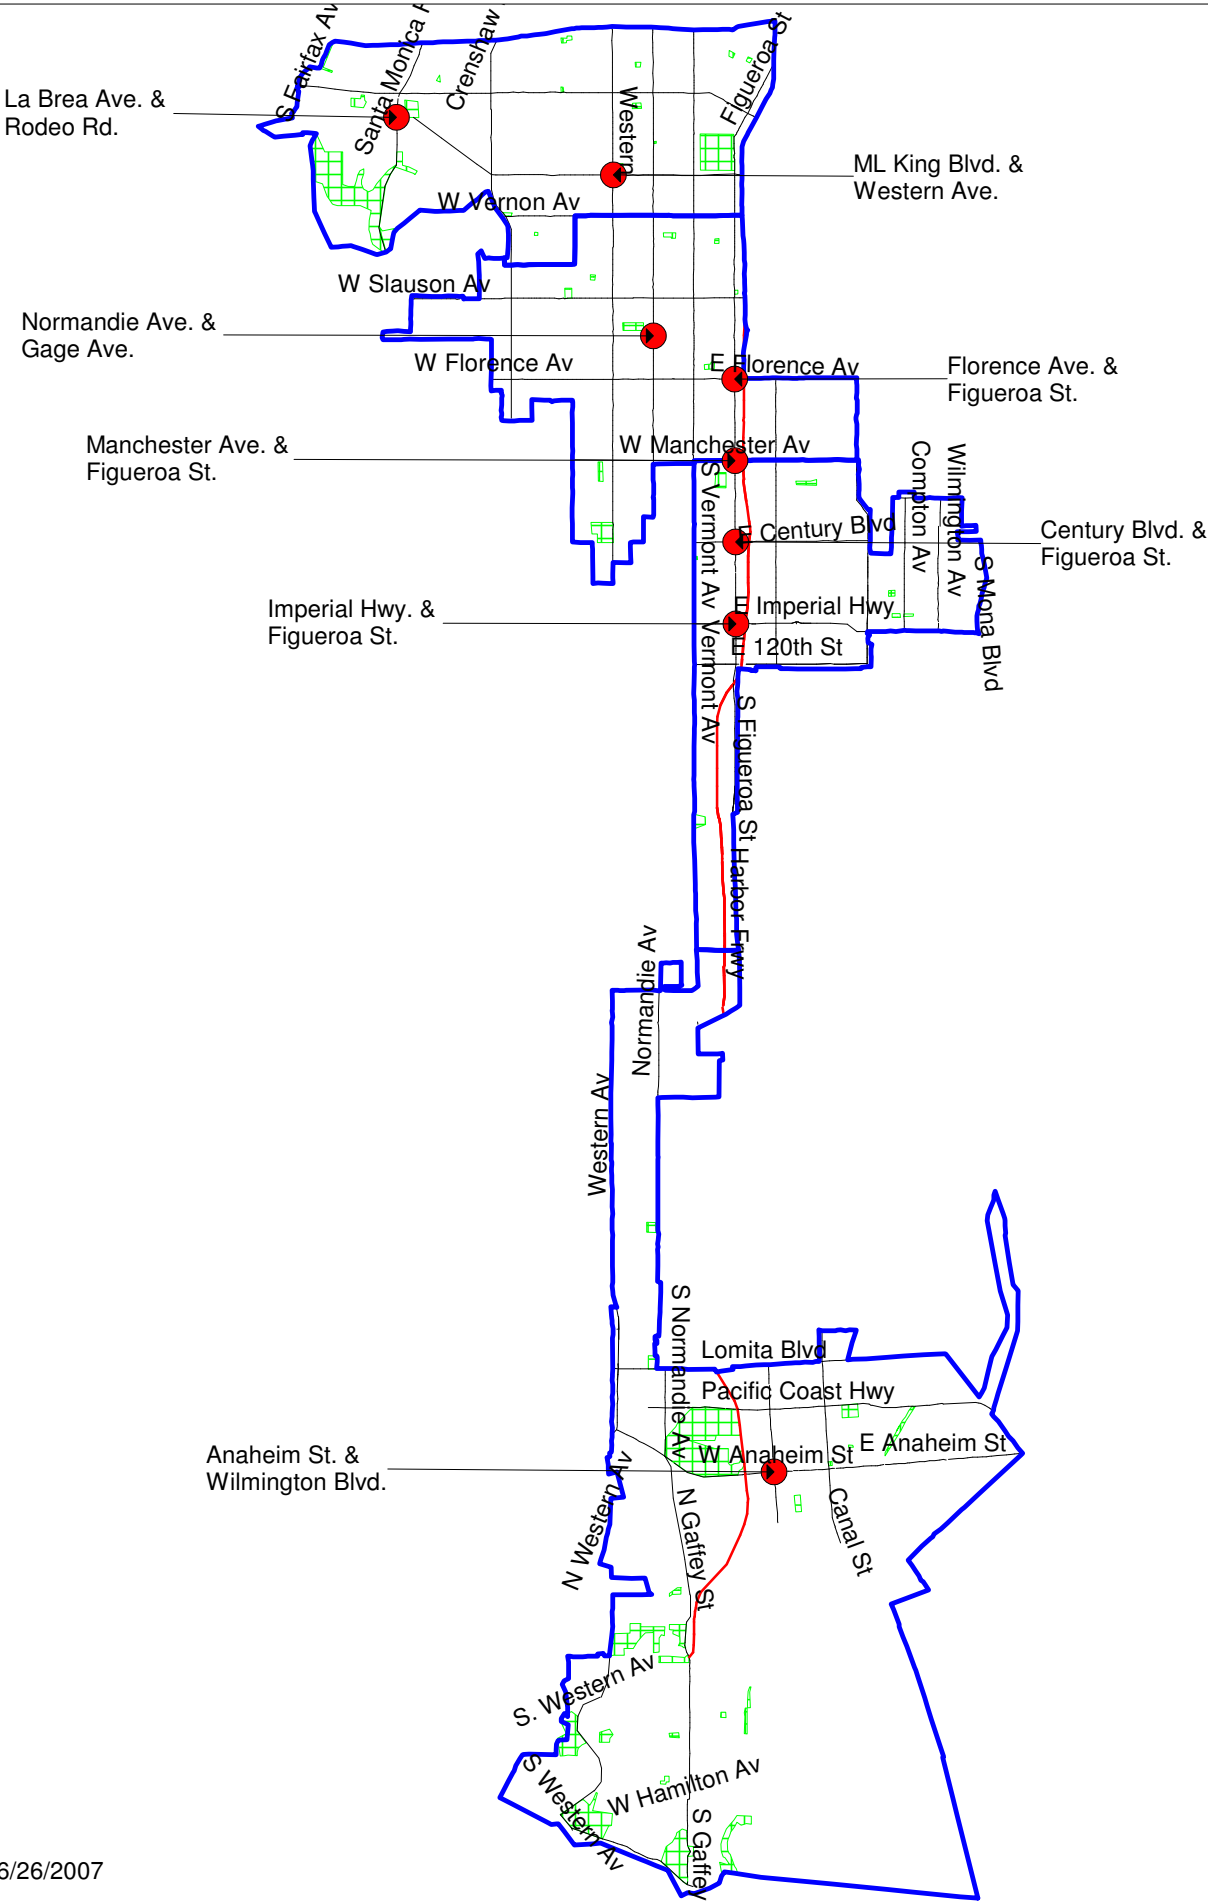 S Fairfax Av
Santa Monica F
Crenshaw
Western
Figueroa St
La Brea Ave. &
Rodeo Rd.
ML King Blvd. &
Western Ave.
W Vernon Av
W Slauson Av
Normandie Ave. &
Gage Ave.
W Florence Av
E Florence Av
Florence Ave. &
Figueroa St.
Manchester Ave. &
Figueroa St.
W Manchester Av
S Vermont Av
Compton Av
Wilmington Av
E Century Blvd
Century Blvd. &
Figueroa St.
S Mona Blvd
Imperial Hwy. &
Figueroa St.
E Imperial Hwy
E 120th St
Vermont Av
S Figueroa St
Harbor Frwy
Normandie Av
Western Av
S Normandie Av
Lomita Blvd
Pacific Coast Hwy
W Anaheim St
E Anaheim St
Anaheim St. &
Wilmington Blvd.
N Western Av
N Gaffey St
Canal St
S. Western Av
S Western Av
W Hamilton Av
S Gaffey
6/26/2007